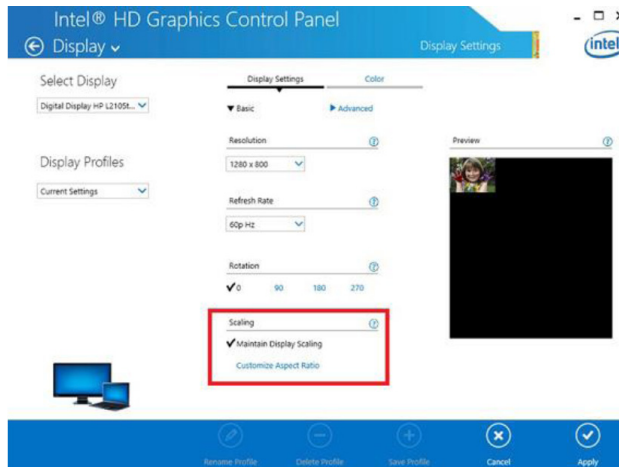 Intel® HD Graphics Control Panel
Display
Display Settings
intel
Select Display
Digital Display HP L2105t...
Display Profiles
Current Settings
Display Settings
Color
Basic
Advanced
Resolution
1280 x 800
Refresh Rate
60p Hz
Rotation
0 90 180 270
Scaling
Maintain Display Scaling
Customize Aspect Ratio
Preview
Rename Profile
Delete Profile
Save Profile
Cancel
Apply